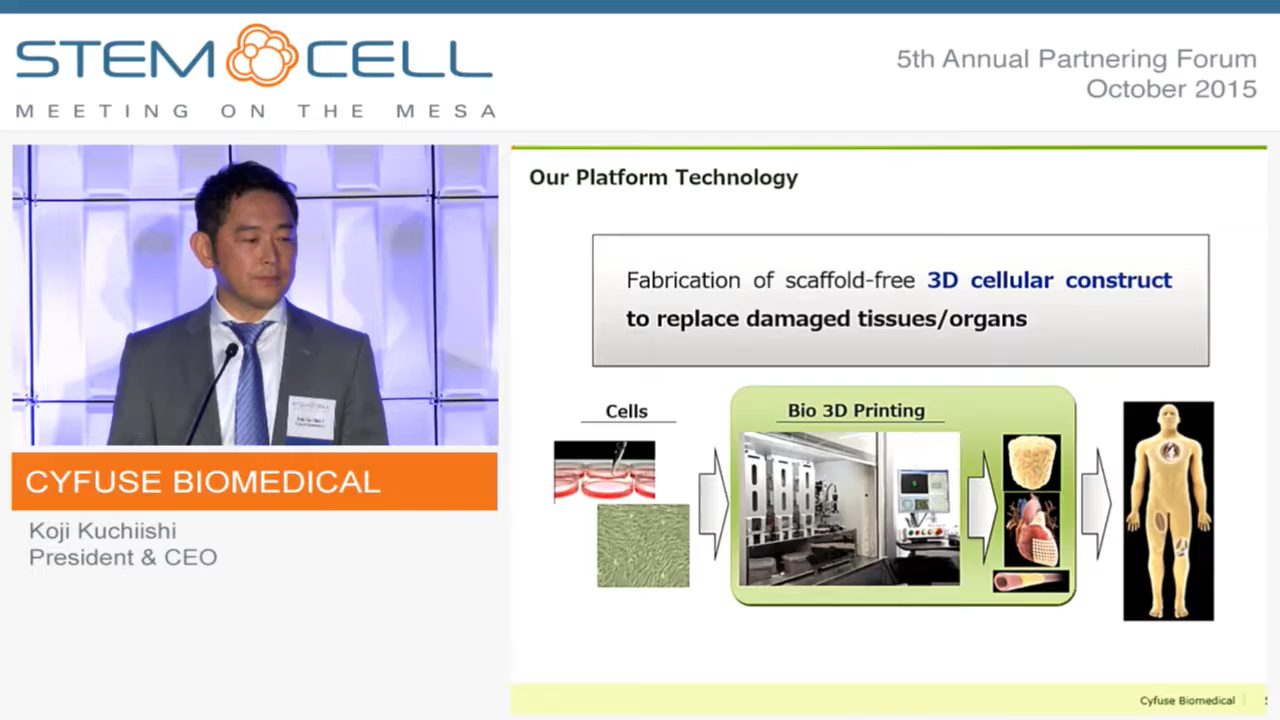 STEM CELL
MEETING ON THE MESA
5th Annual Partnering Forum
October 2015
CYFUSE BIOMEDICAL
Koji Kuchiishi
President & CEO
Our Platform Technology
Fabrication of scaffold-free 3D cellular construct
to replace damaged tissues/organs
Cells
Bio 3D Printing
Cyfuse Biomedical